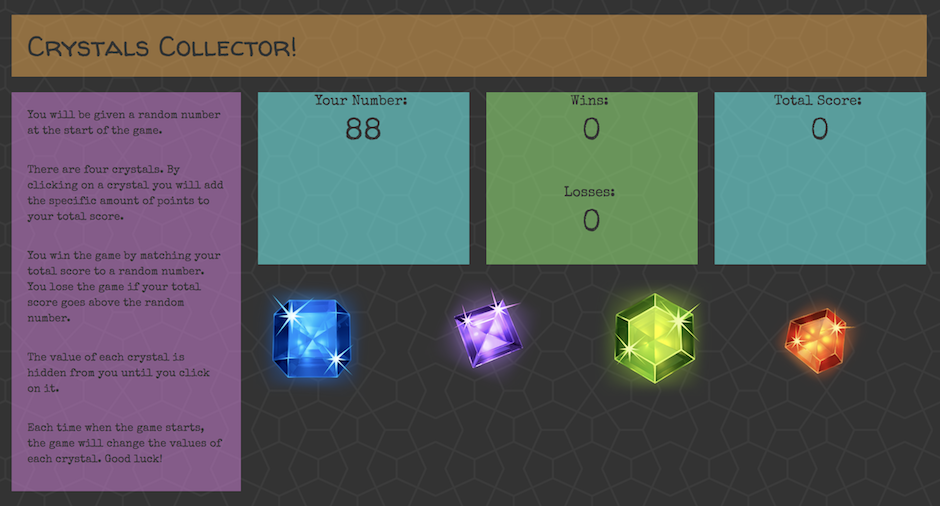 Crystals Collector!
You will be given a random number
at the start of the game.
There are four crystals. By
clicking on a crystal you will add
the specific amount of points to
your total score.
You win the game by matching your
total score to a random number.
You lose the game if your total
score goes above the random
number.
The value of each crystal is
hidden from you until you click
on it.
Each time when the game starts,
the game will change the values of
each crystal. Good luck!
Your Number:
88
Wins:
0
Losses:
0
Total Score:
0